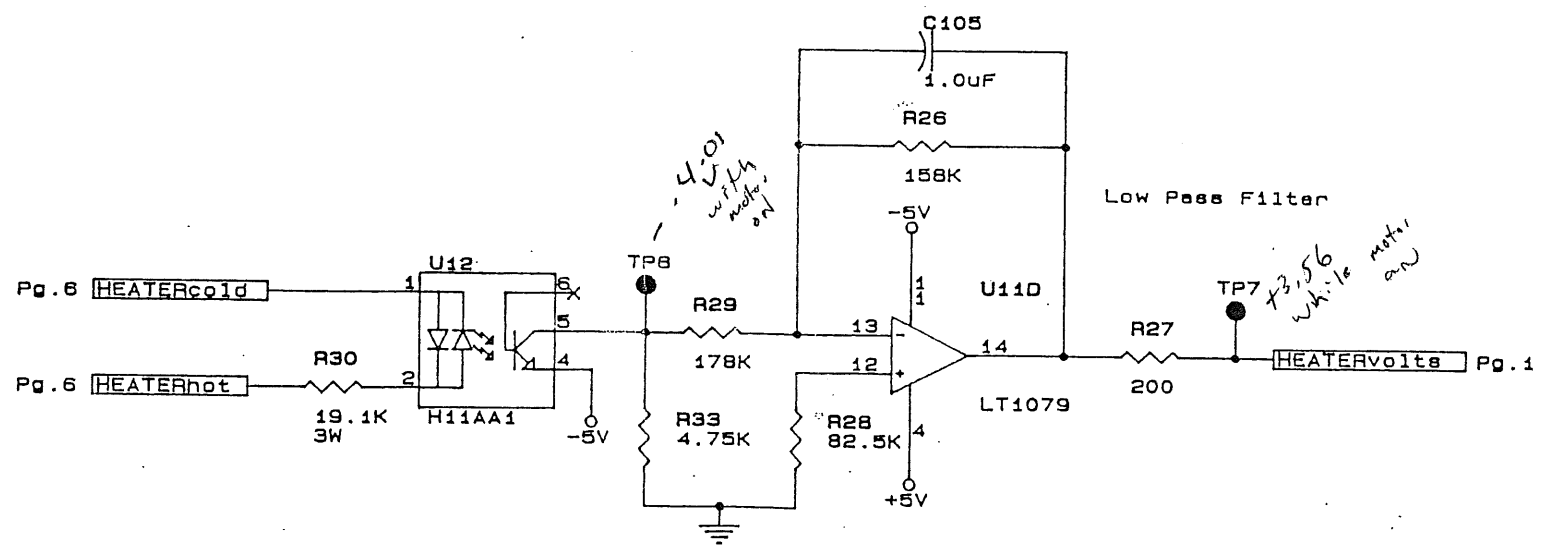 C105
1.0uF
R26
158K
-4.01
with
motor
on
Low Pass Filter
-5V
TP8
U12
1
1
U11D
TP7
+3.56
while motor
on
Pg.6 HEATERcold
1
6
5
4
R29
178K
13
-
12
+
14
R27
200
HEATERvolts Pg.1
R30
Pg.6 HEATERhot
2
19.1K
3W
H11AA1
-5V
R33
4.75K
R28
82.5K
LT1079
4
+5V